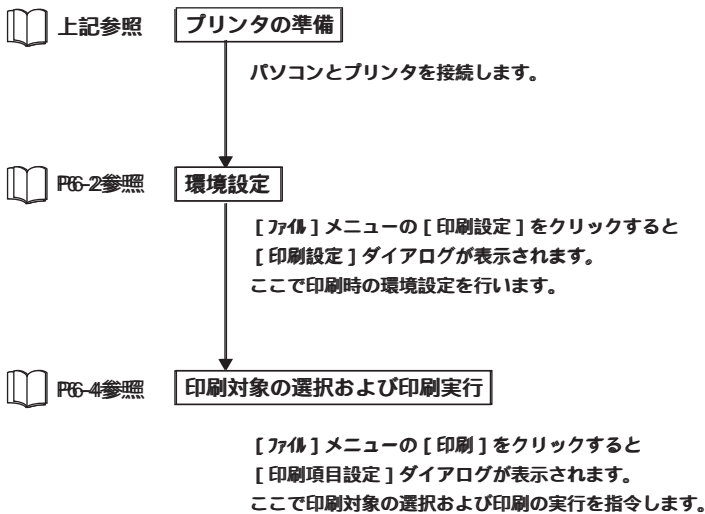 上記参照 プリンタの準備
パソコンとプリンタを接続します。
P6-2参照 環境設定
[ファイル]メニューの[印刷設定]をクリックすると
[印刷設定]ダイアログが表示されます。
ここで印刷時の環境設定を行います。
P6-4参照 印刷対象の選択および印刷実行
[ファイル]メニューの[印刷]をクリックすると
[印刷項目設定]ダイアログが表示されます。
ここで印刷対象の選択および印刷の実行を指令します。